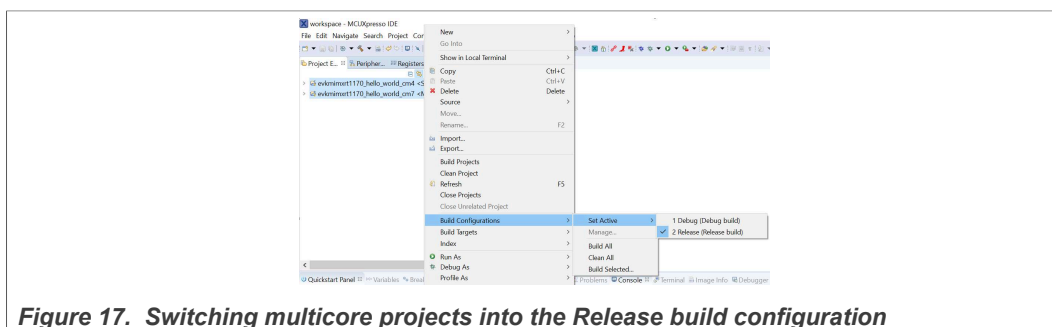 workspace - MCUXpresso IDE
File Edit Navigate Search Project
Project E... Peripher... Registers
evkmimxrt1170_hello_world_cm4 <S
evkmimxrt1170_hello_world_cm7 <M
New >
Go Into
Show in Local Terminal >
Copy Ctrl+C
Paste Ctrl+V
Delete Delete
Source >
Move...
Rename... F2
Import...
Export...
Build Projects
Clean Project
Refresh F5
Close Projects
Close Unrelated Project
Build Configurations >
Build Targets >
Index >
Run As >
Debug As >
Profile As >
Set Active >
Manage...
Build All
Clean All
Build Selected...
1 Debug (Debug build)
2 Release (Release build)
Quickstart Panel Variables Break
Problems Console Terminal Image Info Debugger
Figure 17. Switching multicore projects into the Release build configuration